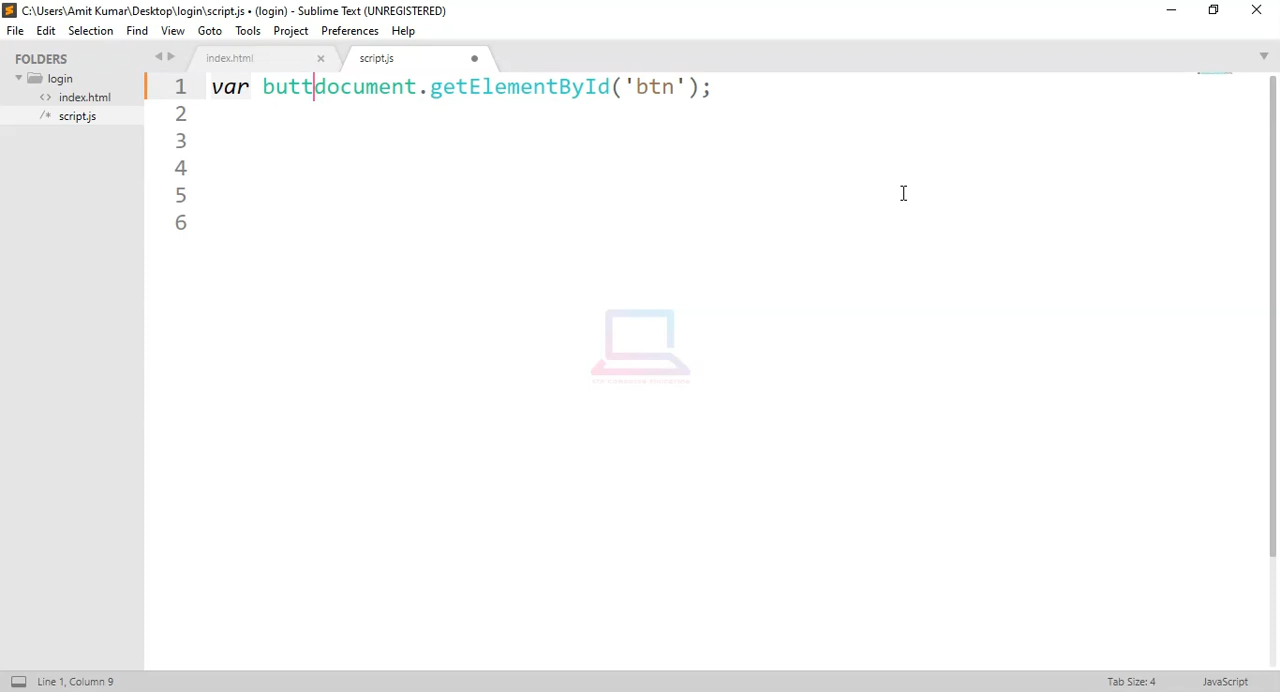 C:\Users\Amit Kumar\Desktop\login\script.js • (login) - Sublime Text (UNREGISTERED)
File Edit Selection Find View Goto Tools Project Preferences Help
FOLDERS
login
<> index.html
/* script.js
index.html × script.js
1 var buttdocument.getElementById('btn');
2
3
4
5
6
Line 1, Column 9
Tab Size: 4
JavaScript